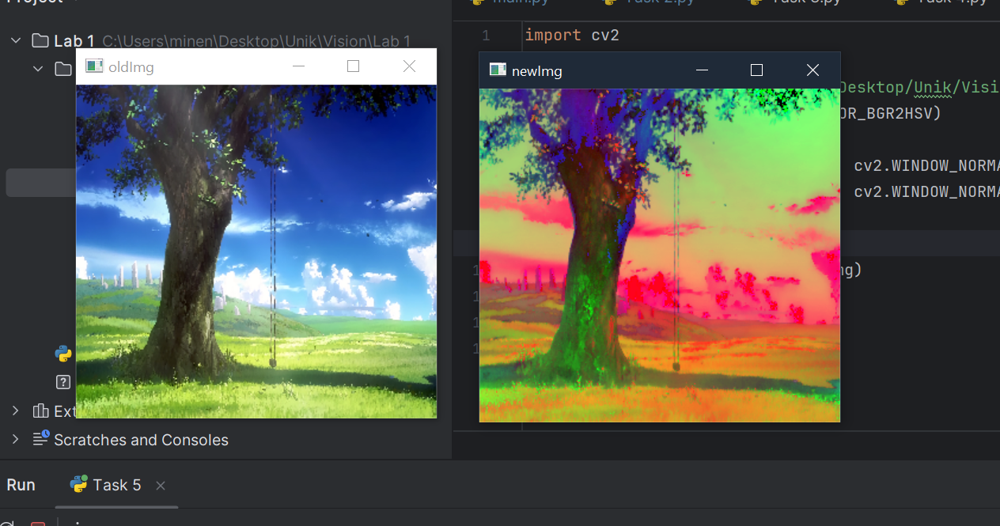 Project
main.py Task 2.py Task 3.py Task 4.py
Lab 1 C:\Users\minen\Desktop\Unik\Vision\Lab 1
1 import cv2
oldImg
newImg
Desktop/Unik/Visi
OR_BGR2HSV)
cv2.WINDOW_NORMA
cv2.WINDOW_NORMA
ng)
Ext
Scratches and Consoles
Run Task 5